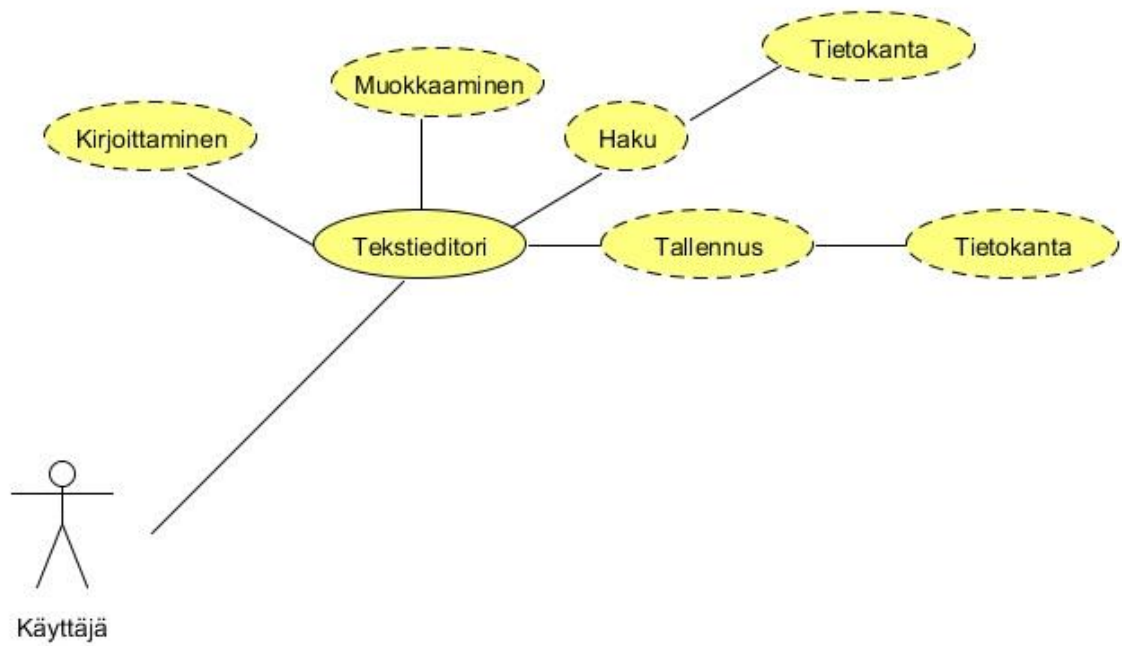 Tietokanta
Muokkaaminen
Kirjoittaminen
Haku
Tekstieditori
Tallennus
Tietokanta
Käyttäjä